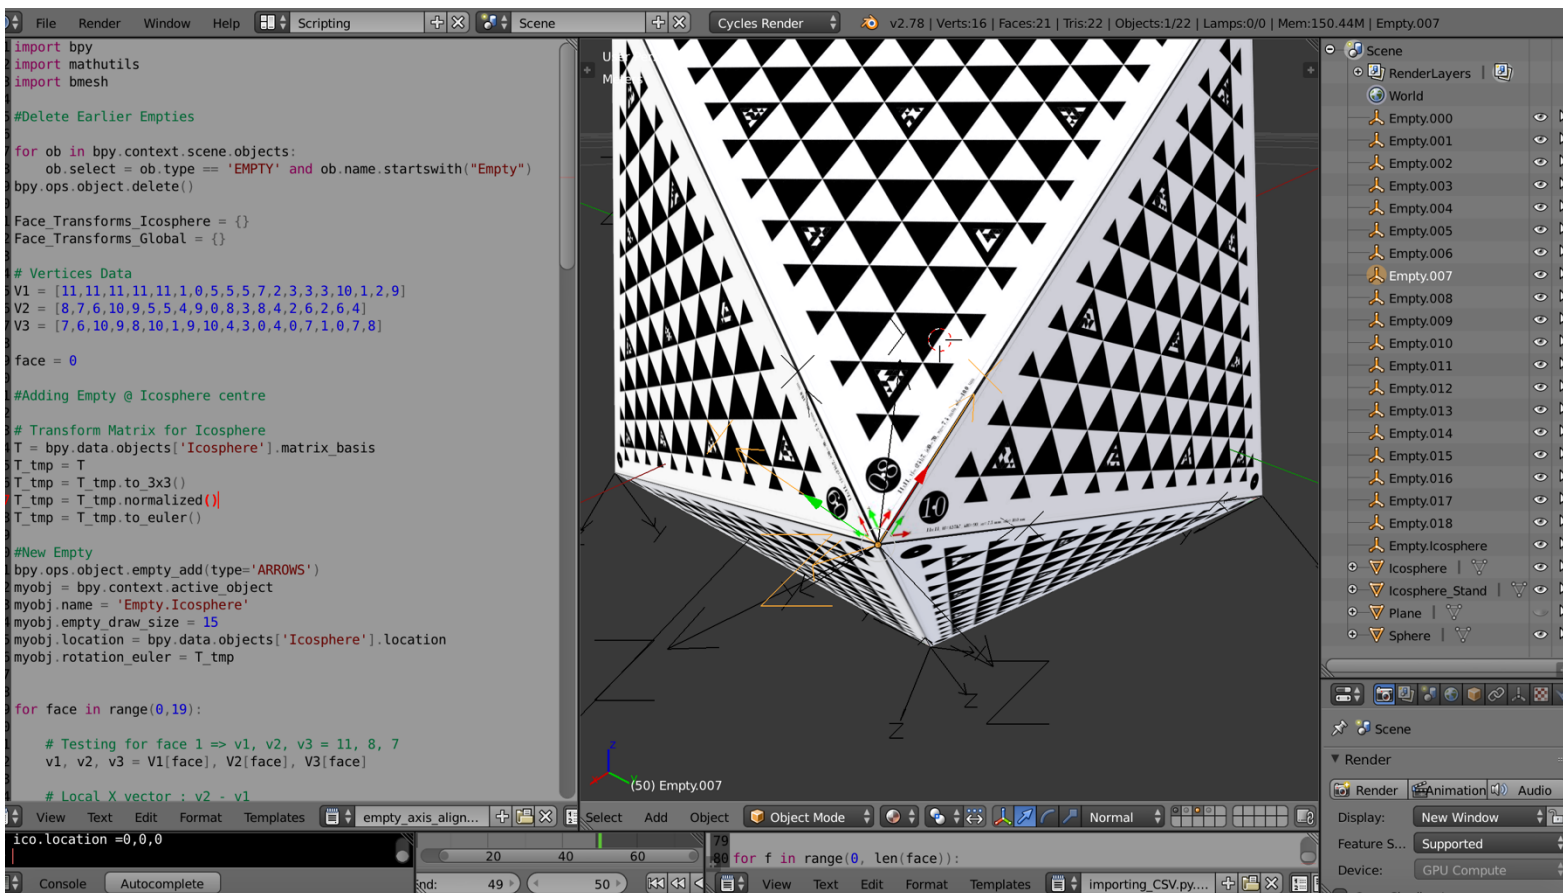 File Render Window Help Scripting Scene Cycles Render v2.78 | Verts:16 | Faces:21 | Tris:22 | Objects:1/22 | Lamps:0/0 | Mem:150.44M | Empty.007
import bpy
import mathutils
import bmesh
#Delete Earlier Empties
for ob in bpy.context.scene.objects:
ob.select = ob.type == 'EMPTY' and ob.name.startswith("Empty")
bpy.ops.object.delete()
Face_Transforms_Icosphere = {}
Face_Transforms_Global = {}
# Vertices Data
V1 = [11,11,11,11,11,1,0,5,5,5,7,2,3,3,3,10,1,2,9]
V2 = [8,7,6,10,9,5,5,4,9,0,8,3,8,4,2,6,2,6,4]
V3 = [7,6,10,9,8,10,1,9,10,4,3,0,4,0,7,1,0,7,8]
face = 0
#Adding Empty @ Icosphere centre
# Transform Matrix for Icosphere
T = bpy.data.objects['Icosphere'].matrix_basis
T_tmp = T
T_tmp = T_tmp.to_3x3()
T_tmp = T_tmp.normalized()
T_tmp = T_tmp.to_euler()
#New Empty
bpy.ops.object.empty_add(type='ARROWS')
myobj = bpy.context.active_object
myobj.name = 'Empty.Icosphere'
myobj.empty_draw_size = 15
myobj.location = bpy.data.objects['Icosphere'].location
myobj.rotation_euler = T_tmp
for face in range(0,19):
# Testing for face 1 => v1, v2, v3 = 11, 8, 7
v1, v2, v3 = V1[face], V2[face], V3[face]
# Local X vector : v2 - v1
View Text Edit Format Templates empty_axis_align...
ico.location =0,0,0
Console Autocomplete
08
10
Z
Z
Z
z
(50) Empty.007
Select Add Object Object Mode Normal
20 40 60
End: 49 50
79
80 for f in range(0, len(face)):
View Text Edit Format Templates importing_CSV.py....
Scene
RenderLayers
World
Empty.000
Empty.001
Empty.002
Empty.003
Empty.004
Empty.005
Empty.006
Empty.007
Empty.008
Empty.009
Empty.010
Empty.011
Empty.012
Empty.013
Empty.014
Empty.015
Empty.016
Empty.017
Empty.018
Empty.Icosphere
Icosphere
Icosphere_Stand
Plane
Sphere
Scene
Render
Render Animation Audio
Display: New Window
Feature S... Supported
Device: GPU Compute